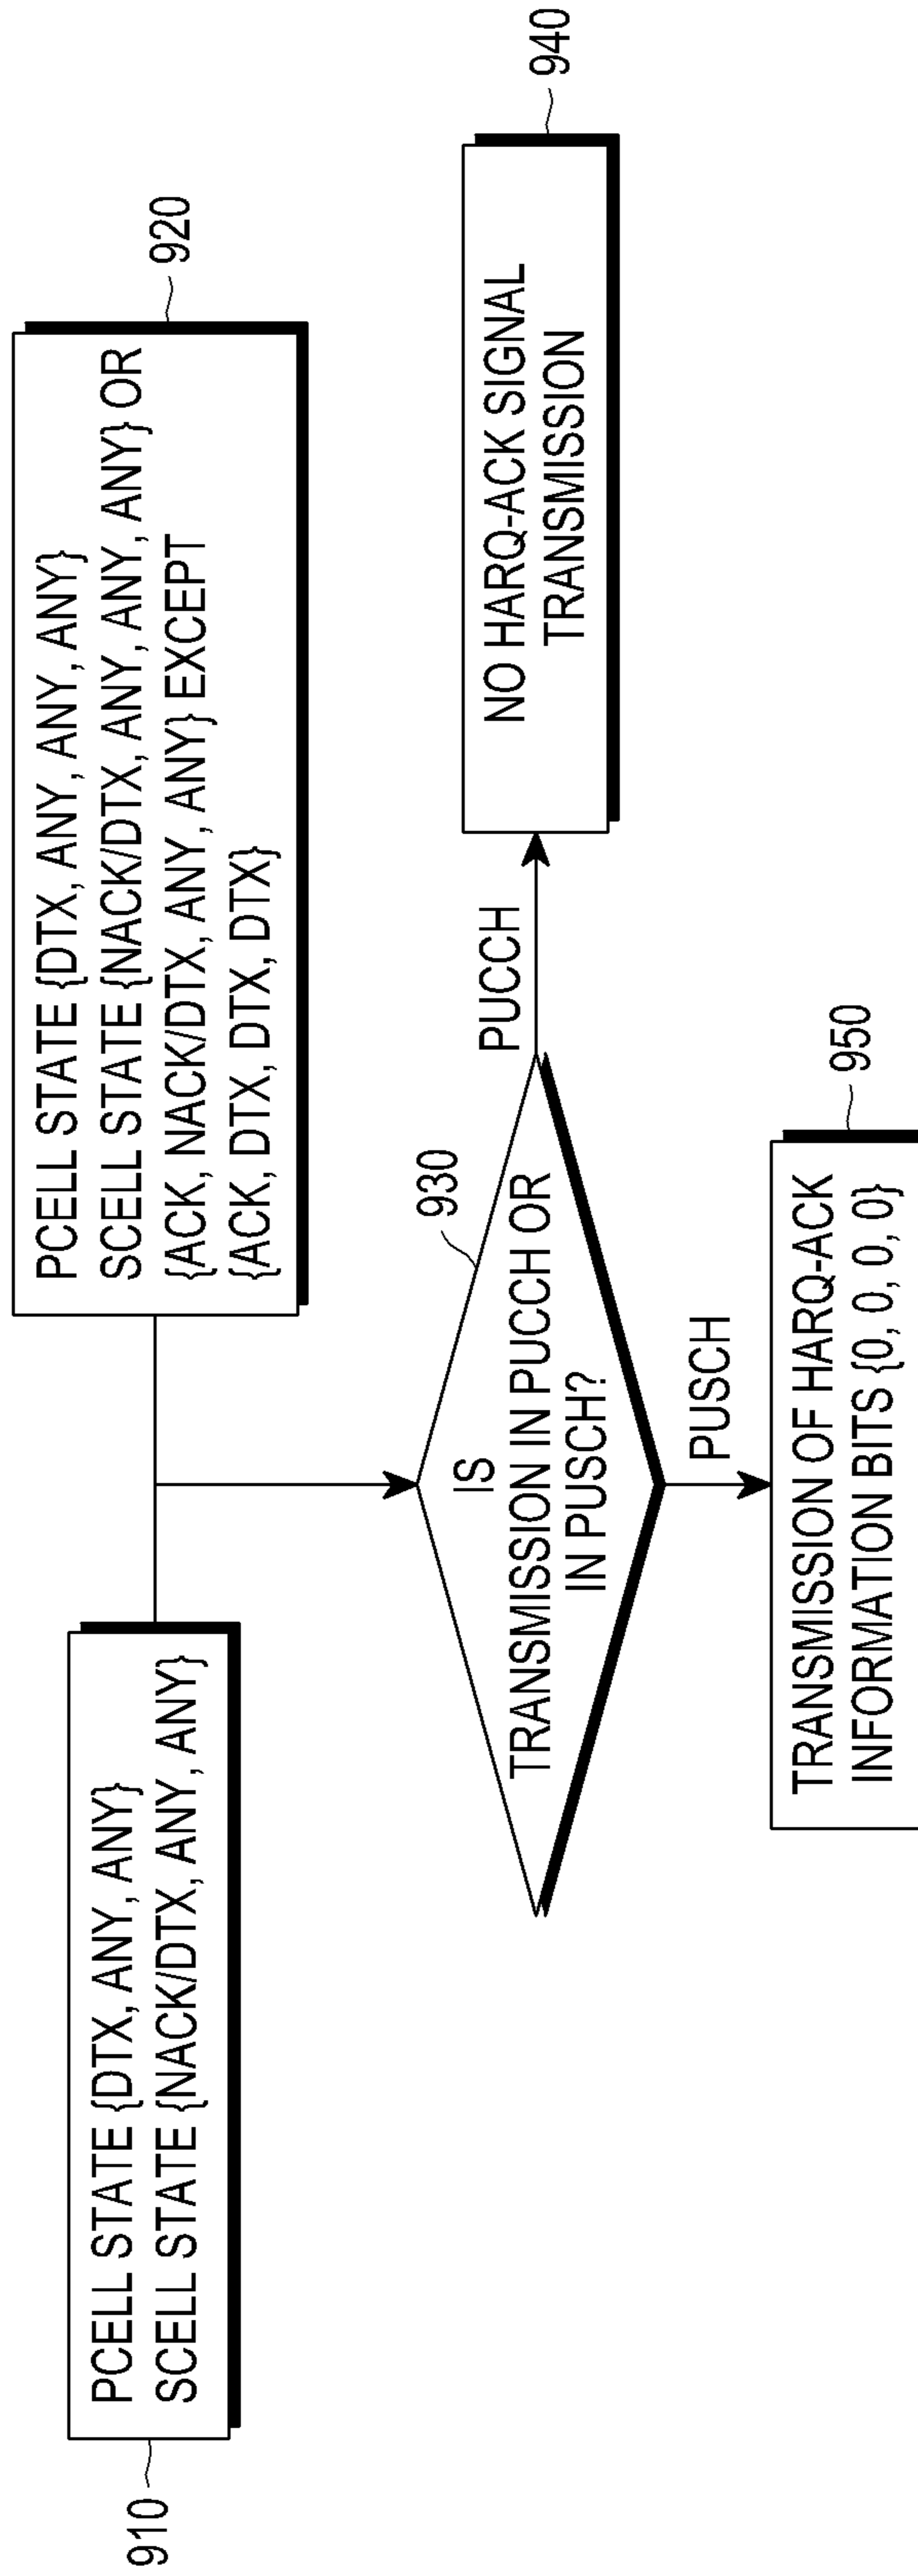 910
PCELL STATE {DTX, ANY, ANY}
SCELL STATE {NACK/DTX, ANY, ANY}
920
PCELL STATE {DTX, ANY, ANY, ANY}
SCELL STATE {NACK/DTX, ANY, ANY, ANY} OR
{ACK, NACK/DTX, ANY, ANY} EXCEPT
{ACK, DTX, DTX, DTX}
930
IS
TRANSMISSION IN PUCCH OR
IN PUSCH?
PUCCH
940
NO HARQ-ACK SIGNAL
TRANSMISSION
PUSCH
950
TRANSMISSION OF HARQ-ACK
INFORMATION BITS {0, 0, 0, 0}